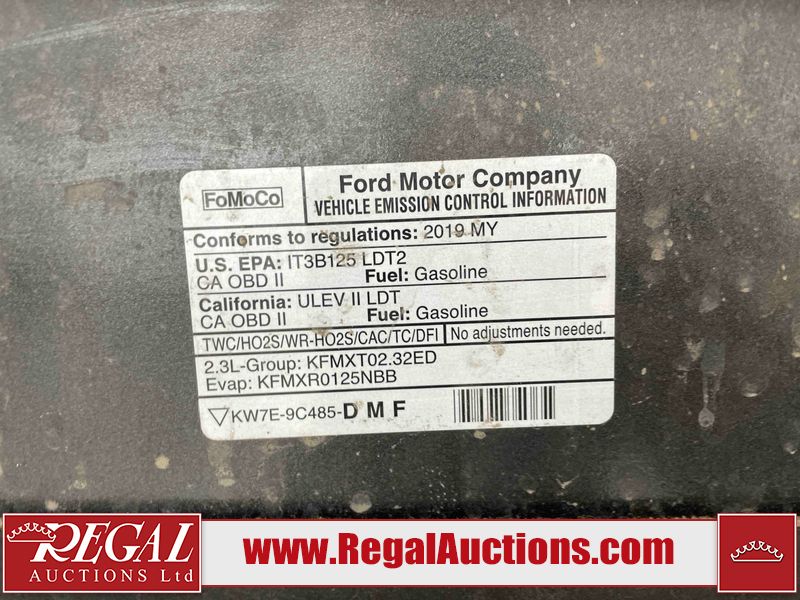 FoMoCo
Ford Motor Company
VEHICLE EMISSION CONTROL INFORMATION
Conforms to regulations: 2019 MY
U.S. EPA: IT3B125 LDT2
CA OBD II Fuel: Gasoline
California: ULEV II LDT
CA OBD II Fuel: Gasoline
TWC/HO2S/WR-HO2S/CAC/TC/DFI No adjustments needed.
2.3L-Group: KFMXT02.32ED
Evap: KFMXR0125NBB
KW7E-9C485-D M F
REGAL
AUCTIONS Ltd
www.RegalAuctions.com